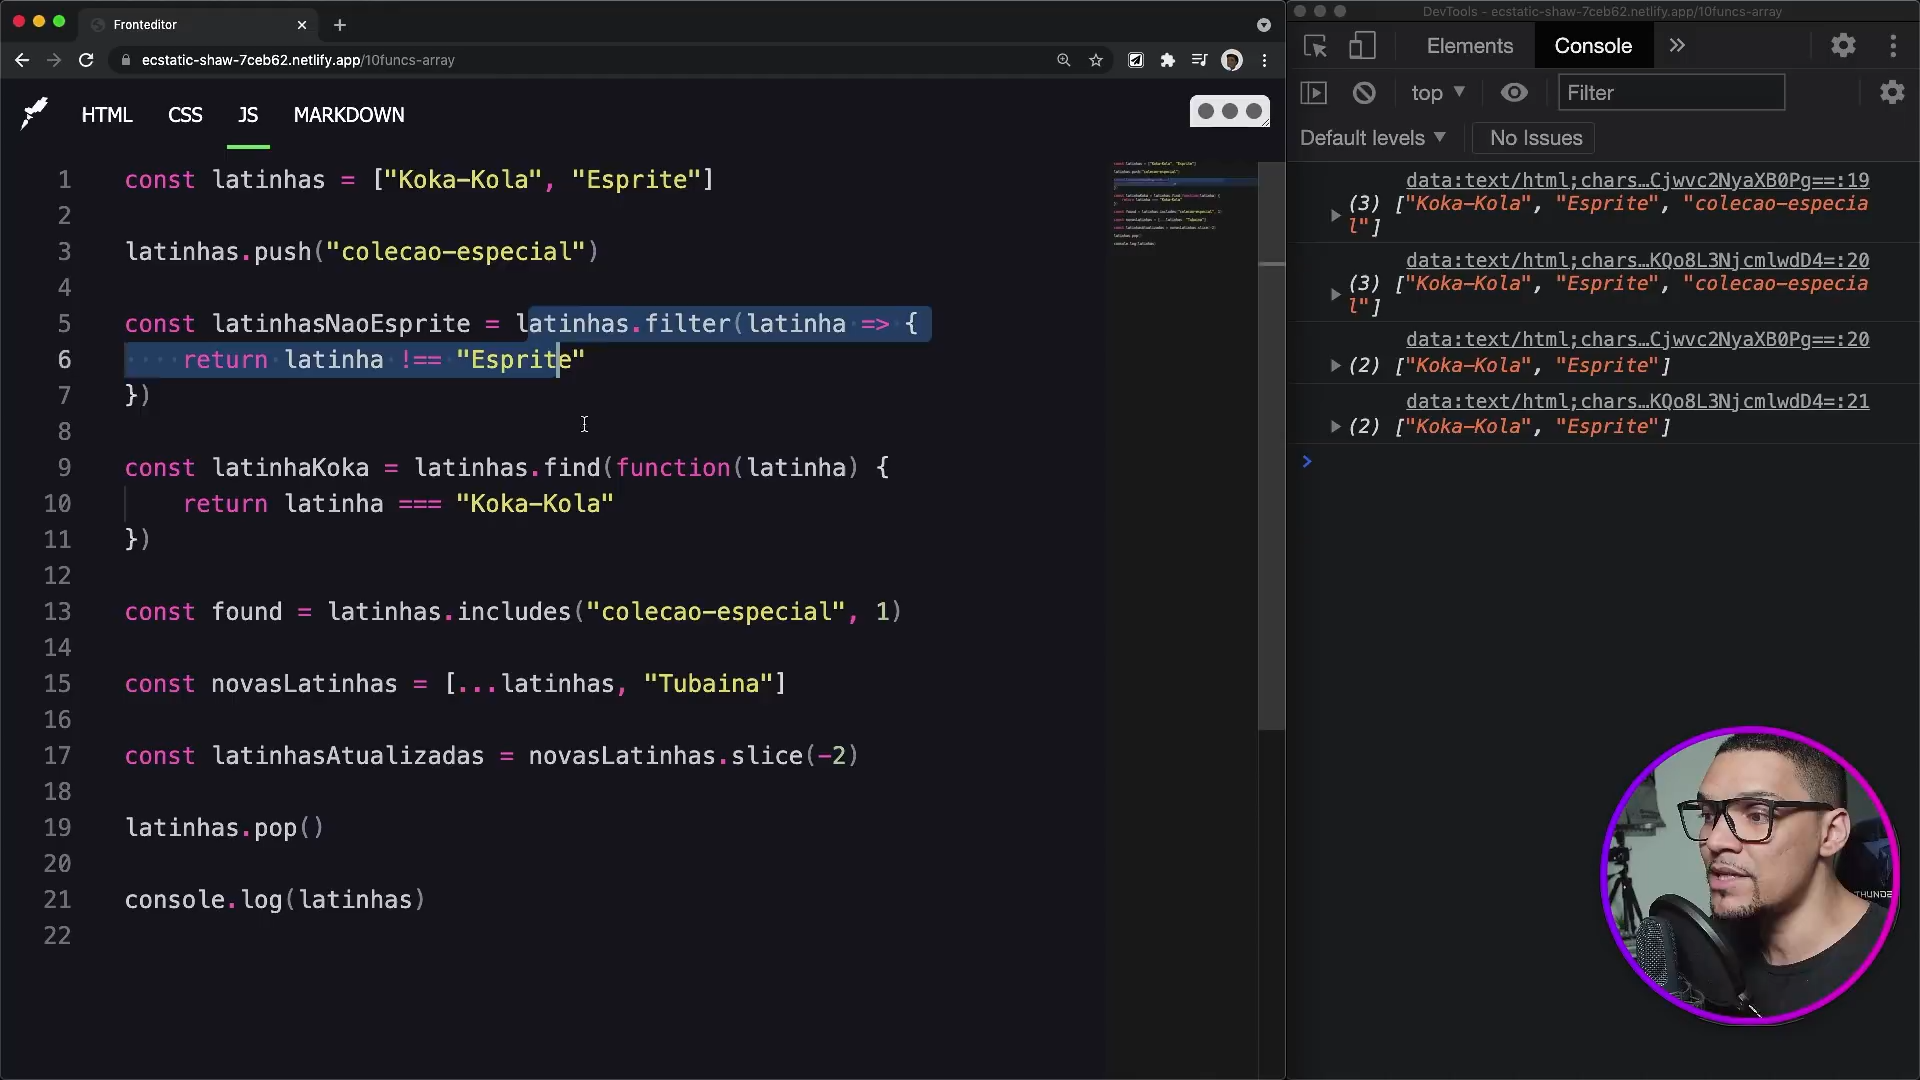 Fronteditor
ecstatic-shaw-7ceb62.netlify.app/10funcs-array
HTML CSS JS MARKDOWN
1 const latinhas = ["Koka-Kola", "Esprite"]
2
3 latinhas.push("colecao-especial")
4
5 const latinhasNaoEsprite = latinhas.filter(latinha => {
6 return latinha !== "Esprite"
7 })
8
9 const latinhaKoka = latinhas.find(function(latinha) {
10 return latinha === "Koka-Kola"
11 })
12
13 const found = latinhas.includes("colecao-especial", 1)
14
15 const novasLatinhas = [...latinhas, "Tubaina"]
16
17 const latinhasAtualizadas = novasLatinhas.slice(-2)
18
19 latinhas.pop()
20
21 console.log(latinhas)
22
DevTools - ecstatic-shaw-7ceb62.netlify.app/10funcs-array
Elements Console
top Filter
Default levels No Issues
data:text/html;chars…Cjwvc2NyaXB0Pg==:19
(3) ["Koka-Kola", "Esprite", "colecao-especia
l"]
data:text/html;chars…KQo8L3NjcmlwdD4=:20
(3) ["Koka-Kola", "Esprite", "colecao-especia
l"]
data:text/html;chars…Cjwvc2NyaXB0Pg==:20
(2) ["Koka-Kola", "Esprite"]
data:text/html;chars…KQo8L3NjcmlwdD4=:21
(2) ["Koka-Kola", "Esprite"]
THUNDE